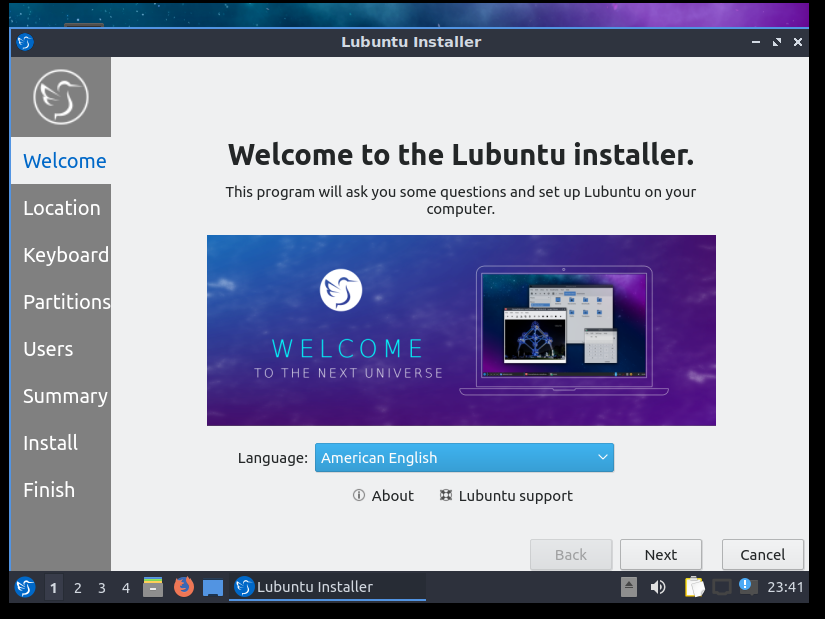 Lubuntu Installer
Welcome
Location
Keyboard
Partitions
Users
Summary
Install
Finish
Welcome to the Lubuntu installer.
This program will ask you some questions and set up Lubuntu on your
computer.
WELCOME
TO THE NEXT UNIVERSE
Language: American English
About Lubuntu support
Back Next Cancel
1 2 3 4 Lubuntu Installer 23:41